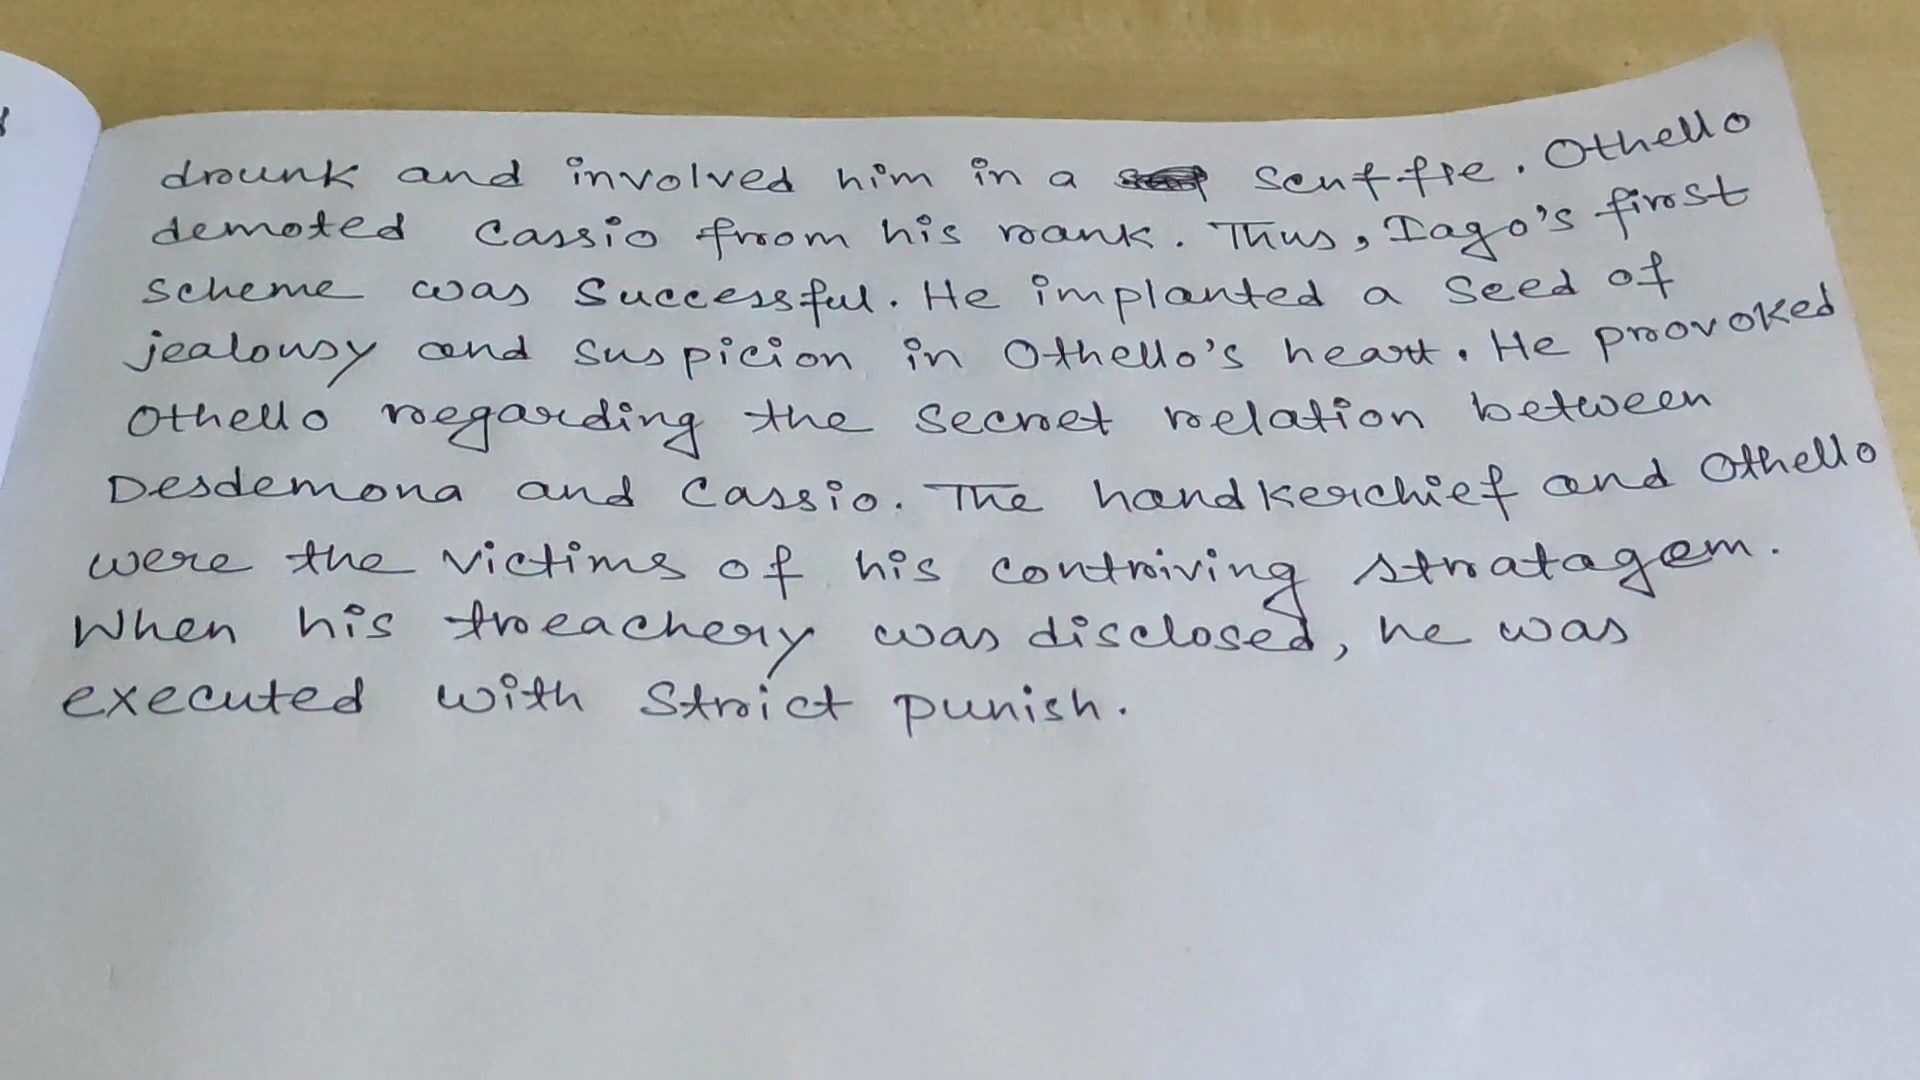 drunk and involved him in a scuffle. Othello
demoted Cassio from his rank. Thus, Iago's first
scheme was successful. He implanted a seed of
jealousy and suspicion in Othello's heart. He provoked
Othello regarding the secret relation between
Desdemona and Cassio. The handkerchief and Othello
were the victims of his contriving stratagem.
When his treachery was disclosed, he was
executed with strict punish.